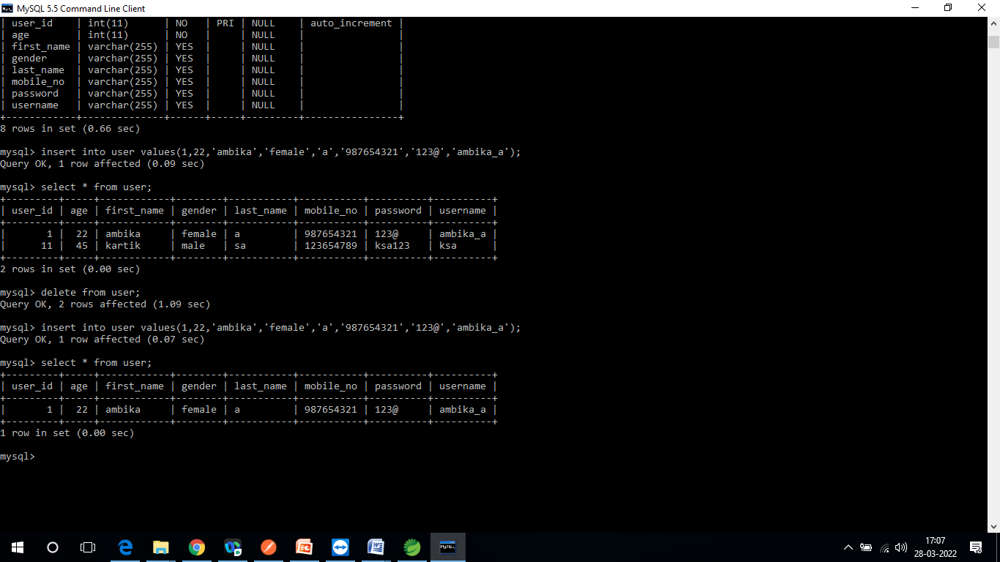 MySQL 5.5 Command Line Client
| user_id    | int(11)      | NO   | PRI | NULL    | auto_increment |
| age        | int(11)      | NO   |     | NULL    |                |
| first_name | varchar(255) | YES  |     | NULL    |                |
| gender     | varchar(255) | YES  |     | NULL    |                |
| last_name  | varchar(255) | YES  |     | NULL    |                |
| mobile_no  | varchar(255) | YES  |     | NULL    |                |
| password   | varchar(255) | YES  |     | NULL    |                |
| username   | varchar(255) | YES  |     | NULL    |                |
+------------+--------------+------+-----+---------+----------------+
8 rows in set (0.66 sec)
mysql> insert into user values(1,22,'ambika','female','a','987654321','123@','ambika_a');
Query OK, 1 row affected (0.09 sec)
mysql> select * from user;
+---------+-----+------------+--------+-----------+-----------+----------+----------+
| user_id | age | first_name | gender | last_name | mobile_no | password | username |
+---------+-----+------------+--------+-----------+-----------+----------+----------+
|       1 |  22 | ambika     | female | a         | 987654321 | 123@     | ambika_a |
|      11 |  45 | kartik     | male   | sa        | 123654789 | ksa123   | ksa      |
+---------+-----+------------+--------+-----------+-----------+----------+----------+
2 rows in set (0.00 sec)
mysql> delete from user;
Query OK, 2 rows affected (1.09 sec)
mysql> insert into user values(1,22,'ambika','female','a','987654321','123@','ambika_a');
Query OK, 1 row affected (0.07 sec)
mysql> select * from user;
+---------+-----+------------+--------+-----------+-----------+----------+----------+
| user_id | age | first_name | gender | last_name | mobile_no | password | username |
+---------+-----+------------+--------+-----------+-----------+----------+----------+
|       1 |  22 | ambika     | female | a         | 987654321 | 123@     | ambika_a |
+---------+-----+------------+--------+-----------+-----------+----------+----------+
1 row in set (0.00 sec)
mysql>
17:07
28-03-2022